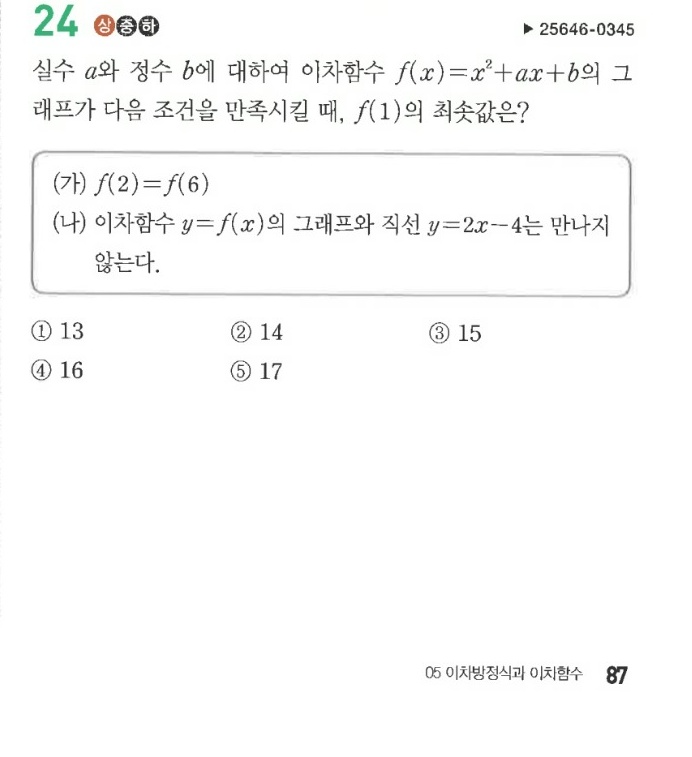 24 상중하
▶ 25646-0345
실수 a와 정수 b에 대하여 이차함수 f(x)=x²+ax+b의 그
래프가 다음 조건을 만족시킬 때, f(1)의 최솟값은?
(가) f(2)=f(6)
(나) 이차함수 y=f(x)의 그래프와 직선 y=2x-4는 만나지
않는다.
① 13 ② 14 ③ 15
④ 16 ⑤ 17
05 이차방정식과 이차함수 87